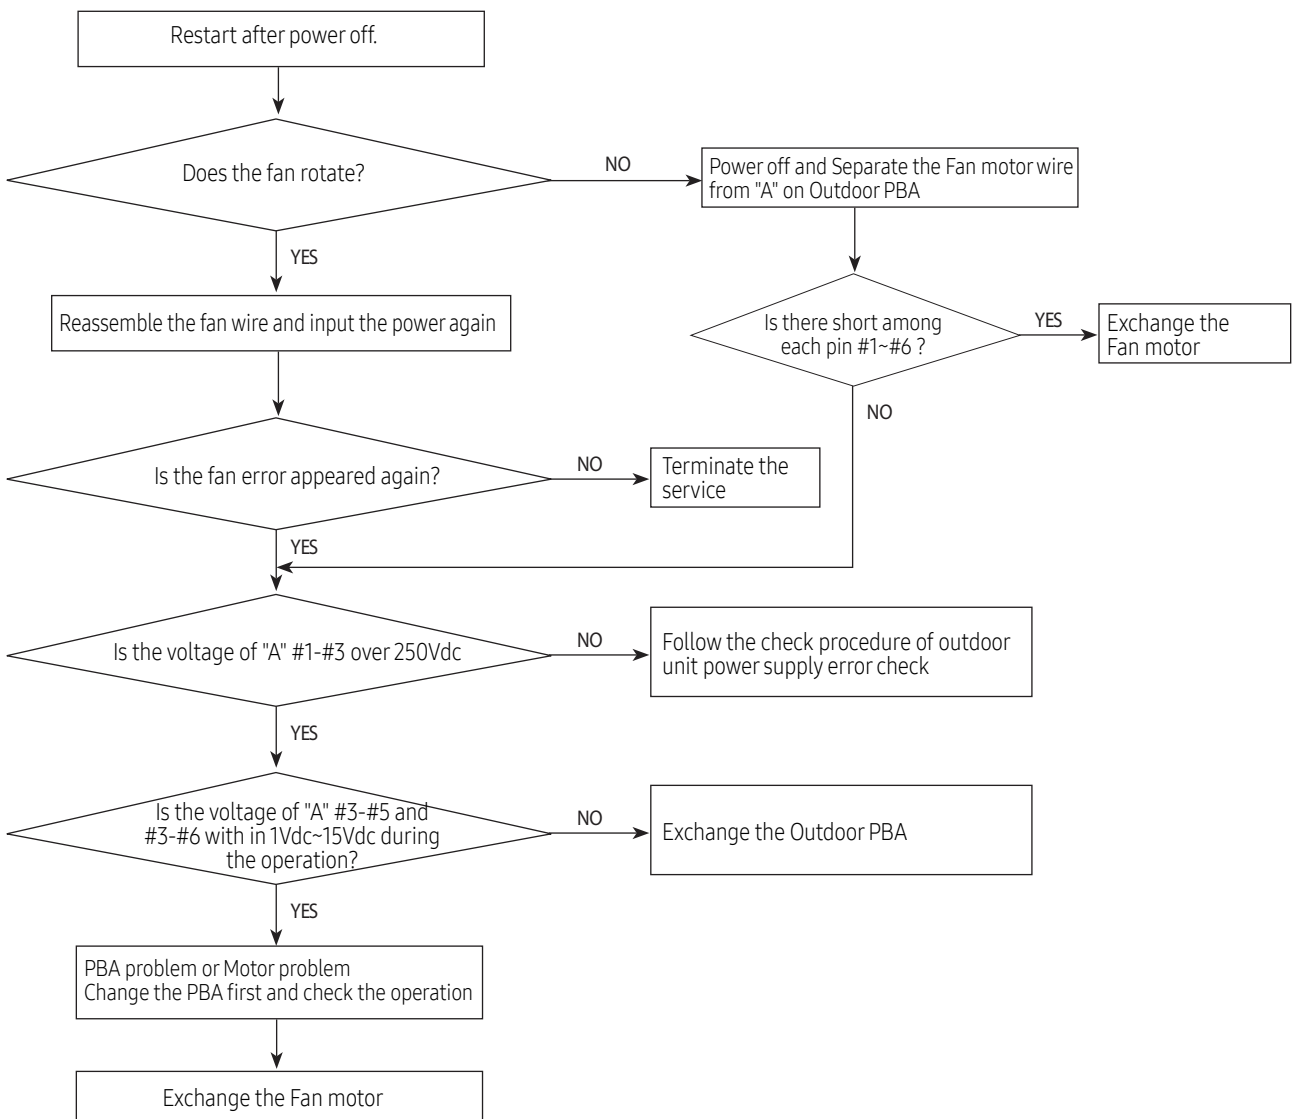 Restart after power off.
Does the fan rotate?
NO
Power off and Separate the Fan motor wire
from "A" on Outdoor PBA
YES
Reassemble the fan wire and input the power again
Is there short among
each pin #1~#6 ?
YES
Exchange the
Fan motor
NO
Is the fan error appeared again?
NO
Terminate the
service
YES
Is the voltage of "A" #1-#3 over 250Vdc
NO
Follow the check procedure of outdoor
unit power supply error check
YES
Is the voltage of "A" #3-#5 and
#3-#6 with in 1Vdc~15Vdc during
the operation?
NO
Exchange the Outdoor PBA
YES
PBA problem or Motor problem
Change the PBA first and check the operation
Exchange the Fan motor